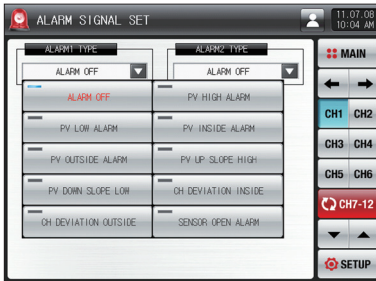 ALARM SIGNAL SET
11.07.08
10:04 AM
ALARM1 TYPE
ALARM2 TYPE
ALARM OFF
ALARM OFF
ALARM OFF
PV HIGH ALARM
PV LOW ALARM
PV INSIDE ALARM
PV OUTSIDE ALARM
PV UP SLOPE HIGH
PV DOWN SLOPE LOW
CH DEVIATION INSIDE
CH DEVIATION OUTSIDE
SENSOR OPEN ALARM
MAIN
CH1 CH2
CH3 CH4
CH5 CH6
CH7-12
SETUP